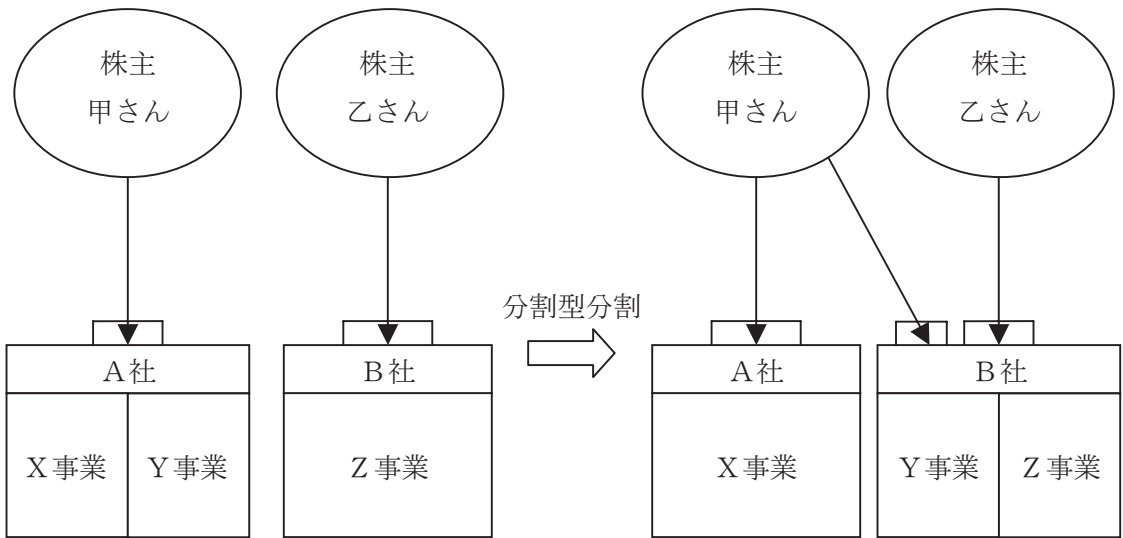 株主
甲さん
株主
乙さん
株主
甲さん
株主
乙さん
分割型分割
A社
B社
A社
B社
X事業
Y事業
Z事業
X事業
Y事業
Z事業